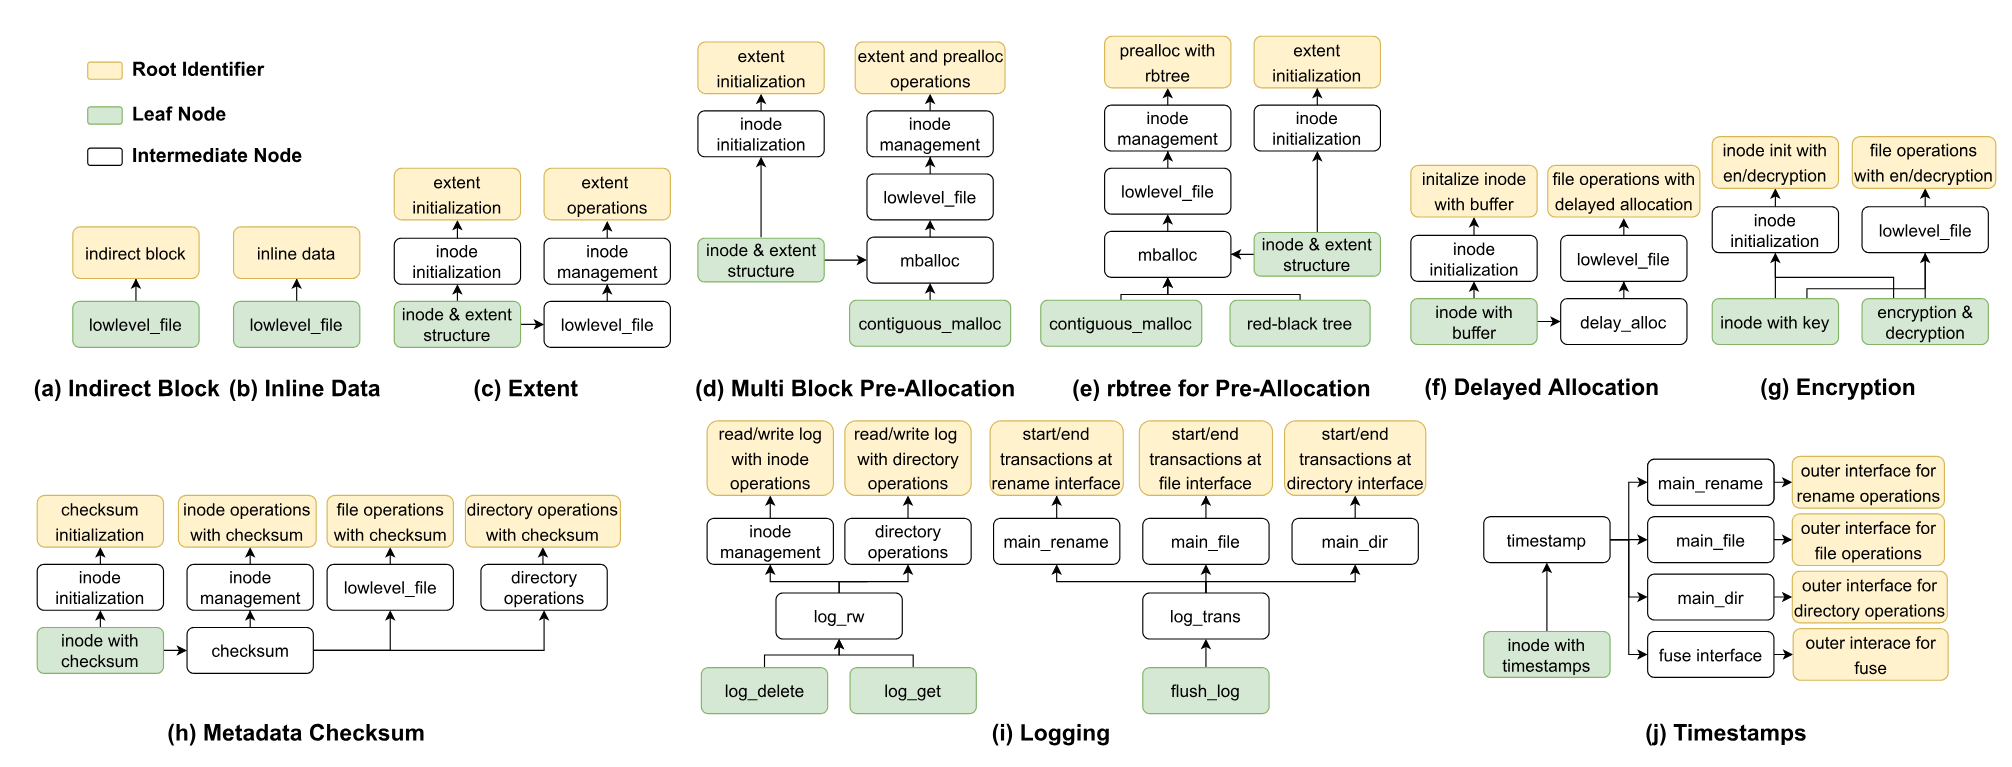 Root Identifier
Leaf Node
Intermediate Node
indirect block
lowlevel_file
(a) Indirect Block
inline data
lowlevel_file
(b) Inline Data
extent
initialization
extent
operations
inode
initialization
inode
management
inode & extent
structure
lowlevel_file
(c) Extent
extent
initialization
extent and prealloc
operations
inode
initialization
inode
management
lowlevel_file
inode & extent
structure
mballoc
contiguous_malloc
(d) Multi Block Pre-Allocation
prealloc with
rbtree
extent
initialization
inode
management
inode
initialization
lowlevel_file
mballoc
inode & extent
structure
contiguous_malloc
red-black tree
(e) rbtree for Pre-Allocation
initalize inode
with buffer
file operations with
delayed allocation
inode
initialization
lowlevel_file
inode with
buffer
delay_alloc
(f) Delayed Allocation
inode init with
en/decryption
file operations
with en/decryption
inode
initialization
lowlevel_file
inode with key
encryption &
decryption
(g) Encryption
checksum
initialization
inode operations
with checksum
file operations
with checksum
directory operations
with checksum
inode
initialization
inode
management
lowlevel_file
directory
operations
inode with
checksum
checksum
(h) Metadata Checksum
read/write log
with inode
operations
read/write log
with directory
operations
start/end
transactions at
rename interface
start/end
transactions at
file interface
start/end
transactions at
directory interface
inode
management
directory
operations
main_rename
main_file
main_dir
log_rw
log_trans
log_delete
log_get
flush_log
(i) Logging
timestamp
inode with
timestamps
main_rename
outer interface for
rename operations
main_file
outer interface for
file operations
main_dir
outer interface for
directory operations
fuse interface
outer interace for
fuse
(j) Timestamps